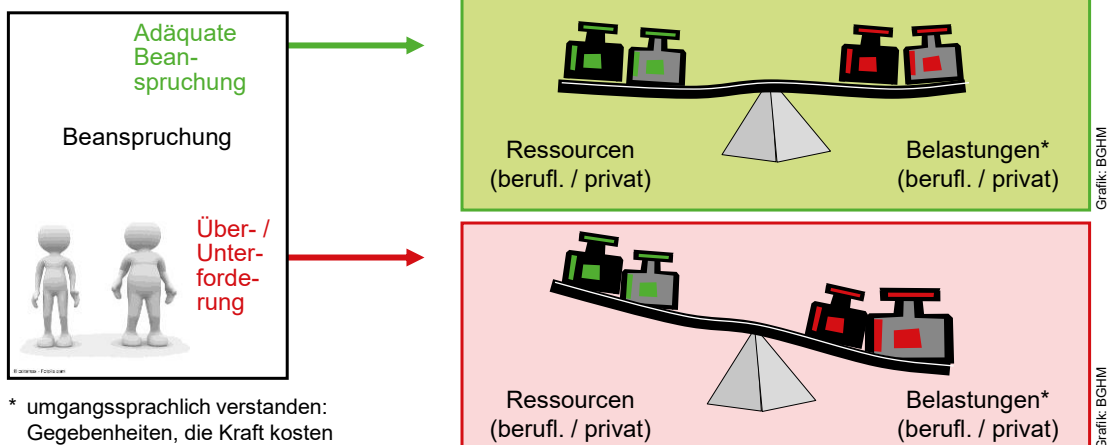 Adäquate
Bean-
spruchung
Beanspruchung
Über- /
Unter-
forde-
rung
* umgangssprachlich verstanden:
Gegebenheiten, die Kraft kosten
Ressourcen
(berufl. / privat)
Belastungen*
(berufl. / privat)
Grafik: BGHM
Ressourcen
(berufl. / privat)
Belastungen*
(berufl. / privat)
Grafik: BGHM